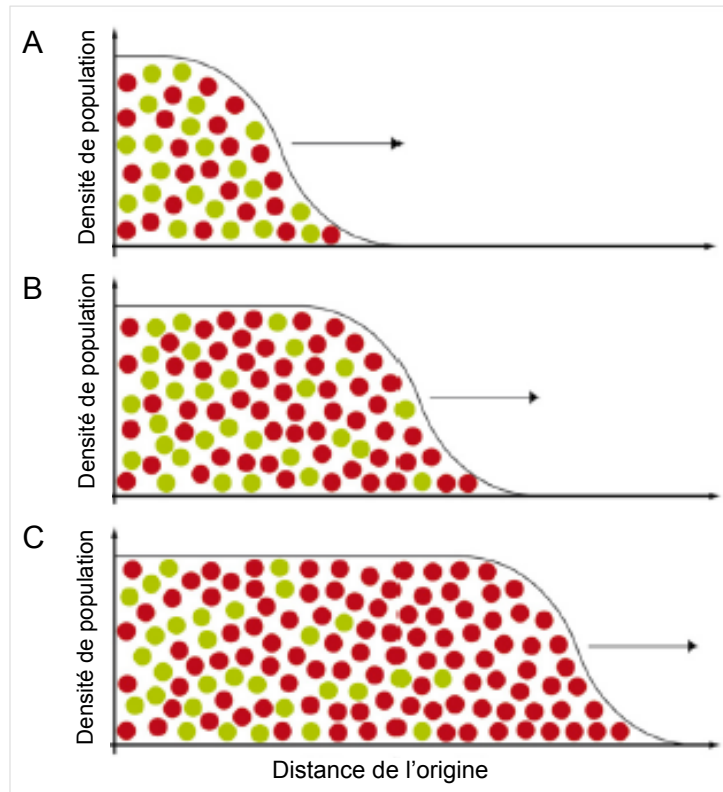 A
Densité de population
B
Densité de population
C
Densité de population
Distance de l'origine